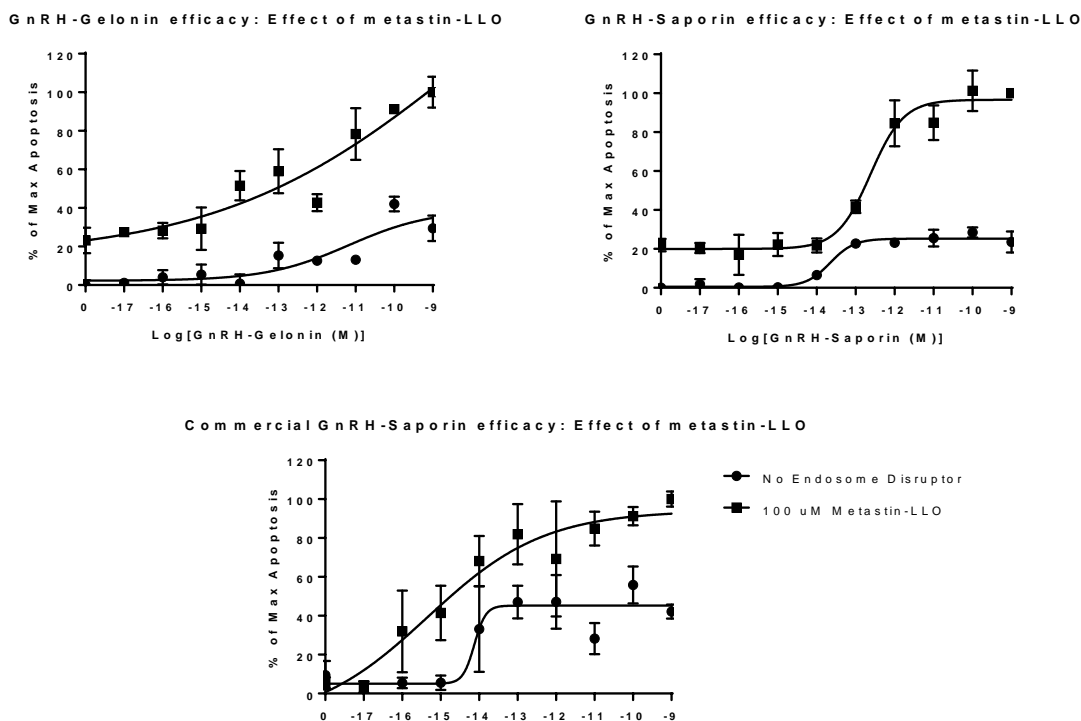 GnRH-Gelonin efficacy: Effect of metastin-LLO
% of Max Apoptosis
120
100
80
60
40
20
0
0 -17 -16 -15 -14 -13 -12 -11 -10 -9
Log[GnRH-Gelonin (M)]
GnRH-Saporin efficacy: Effect of metastin-LLO
% of Max Apoptosis
120
100
80
60
40
20
0
0 -17 -16 -15 -14 -13 -12 -11 -10 -9
Log[GnRH-Saporin (M)]
Commercial GnRH-Saporin efficacy: Effect of metastin-LLO
% of Max Apoptosis
120
100
80
60
40
20
0
0 -17 -16 -15 -14 -13 -12 -11 -10 -9
No Endosome Disruptor
100 uM Metastin-LLO